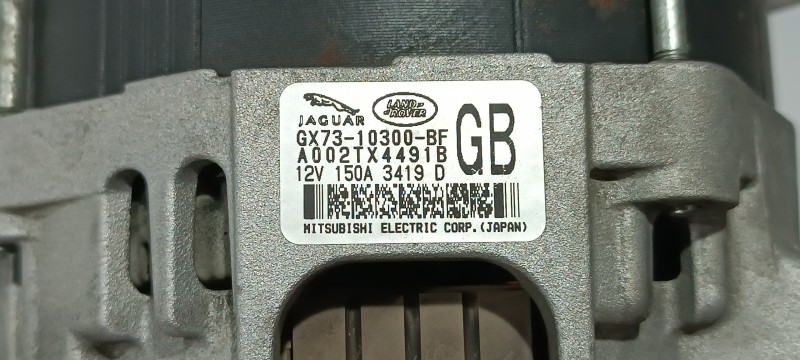 JAGUAR
LAND-
ROVER
GX73-10300-BF
GB
A002TX4491B
12V 150A 3419 D
MITSUBISHI ELECTRIC CORP.(JAPAN)